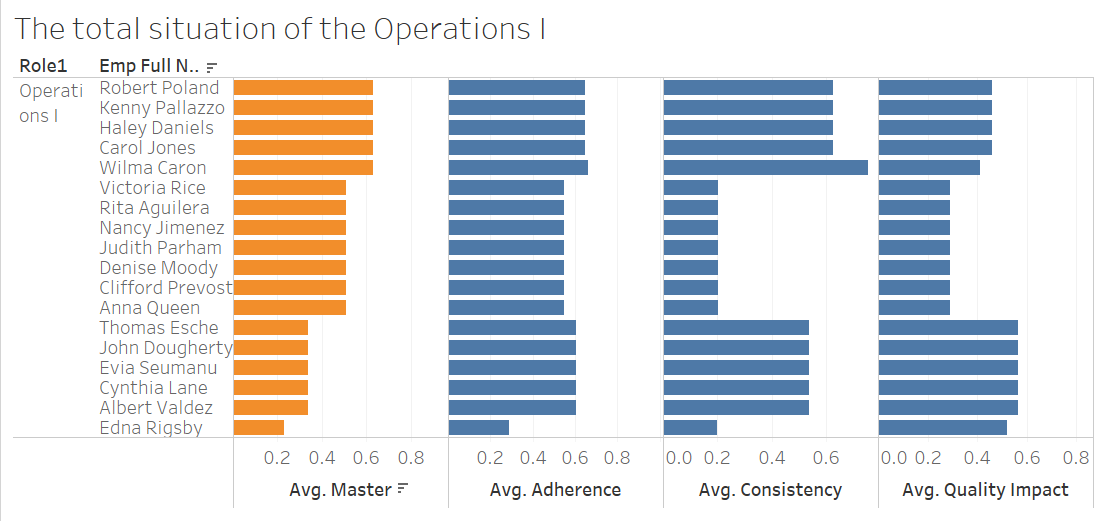 The total situation of the Operations I
Role1 Emp Full N..
Operati Robert Poland
ons I Kenny Pallazzo
Haley Daniels
Carol Jones
Wilma Caron
Victoria Rice
Rita Aguilera
Nancy Jimenez
Judith Parham
Denise Moody
Clifford Prevost
Anna Queen
Thomas Esche
John Dougherty
Evia Seumanu
Cynthia Lane
Albert Valdez
Edna Rigsby
0.2 0.4 0.6 0.8 0.2 0.4 0.6 0.8 0.0 0.2 0.4 0.6 0.0 0.2 0.4 0.6 0.8
Avg. Master Avg. Adherence Avg. Consistency Avg. Quality Impact